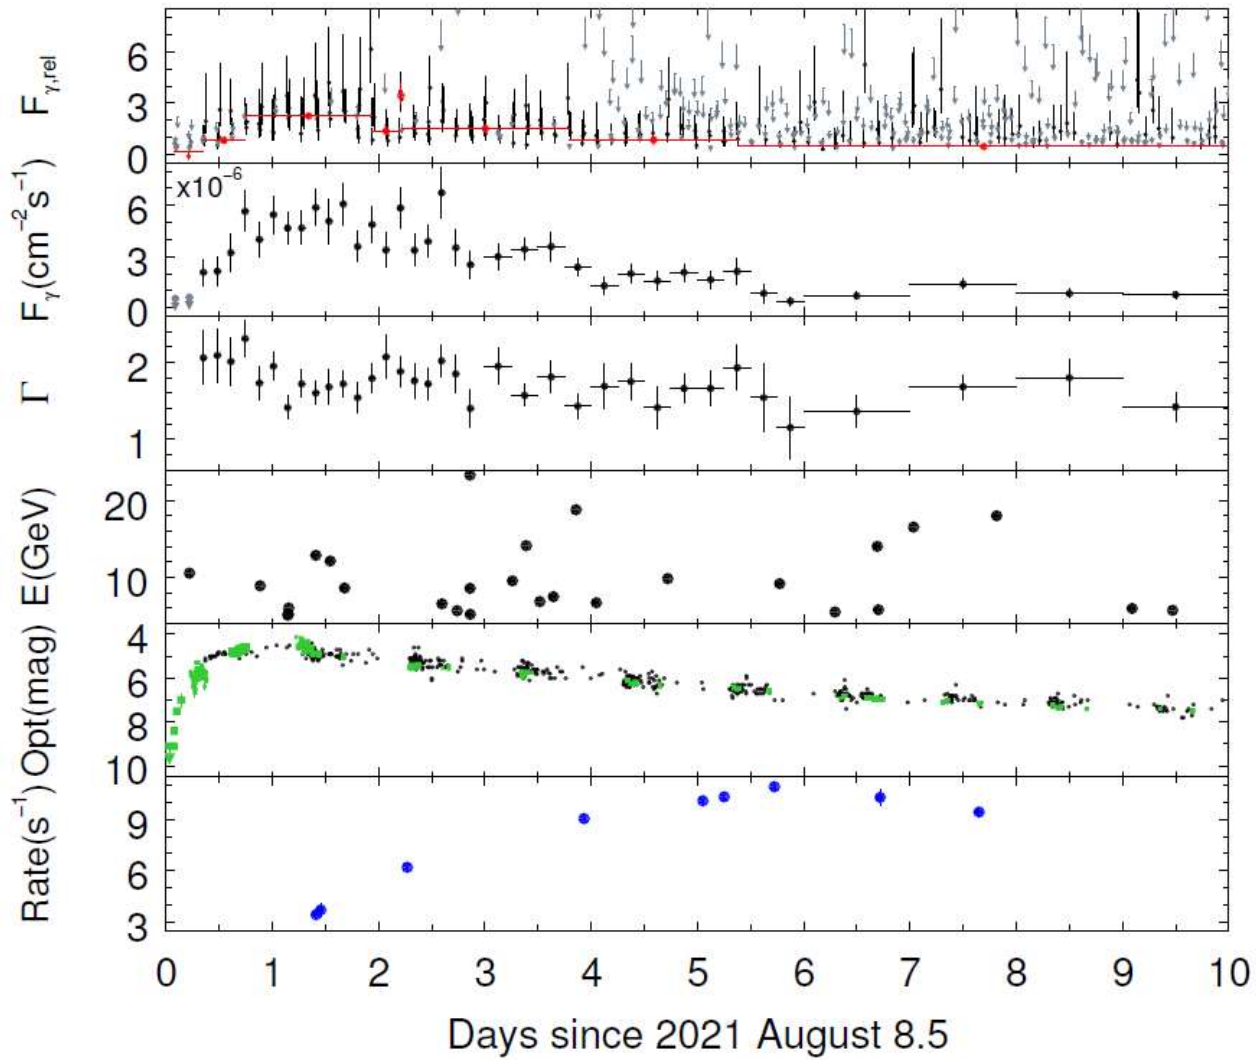 F_γ,rel
6
3
0
F_γ(cm⁻²s⁻¹)
x10⁻⁶
6
3
0
Γ
2
1
E(GeV)
20
10
Opt(mag)
4
6
8
10
Rate(s⁻¹)
9
6
3
0 1 2 3 4 5 6 7 8 9 10
Days since 2021 August 8.5